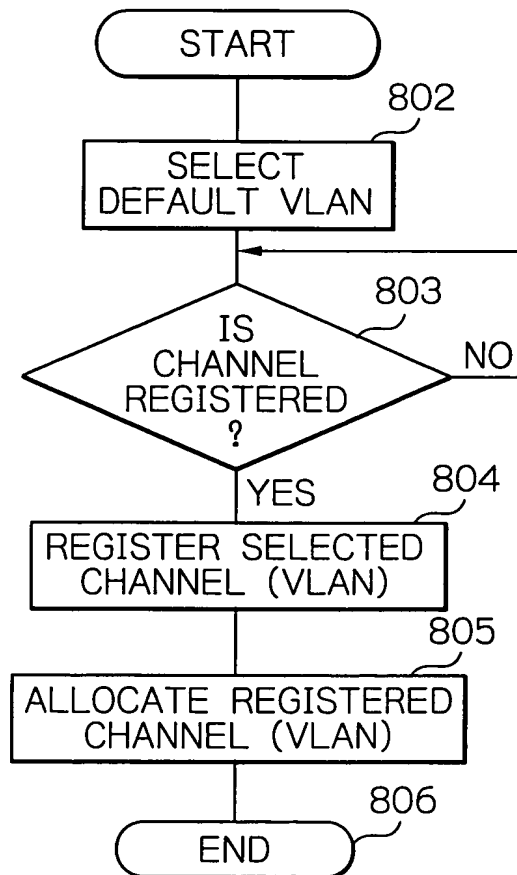 START
802
SELECT
DEFAULT VLAN
803
IS
CHANNEL
REGISTERED
?
NO
YES
804
REGISTER SELECTED
CHANNEL (VLAN)
805
ALLOCATE REGISTERED
CHANNEL (VLAN)
806
END